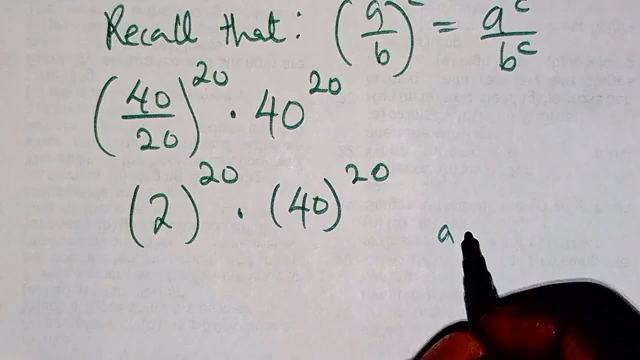 Recall that: (a/b)^c = a^c/b^c
(40/20)^20 · 40^20
(2)^20 · (40)^20
a